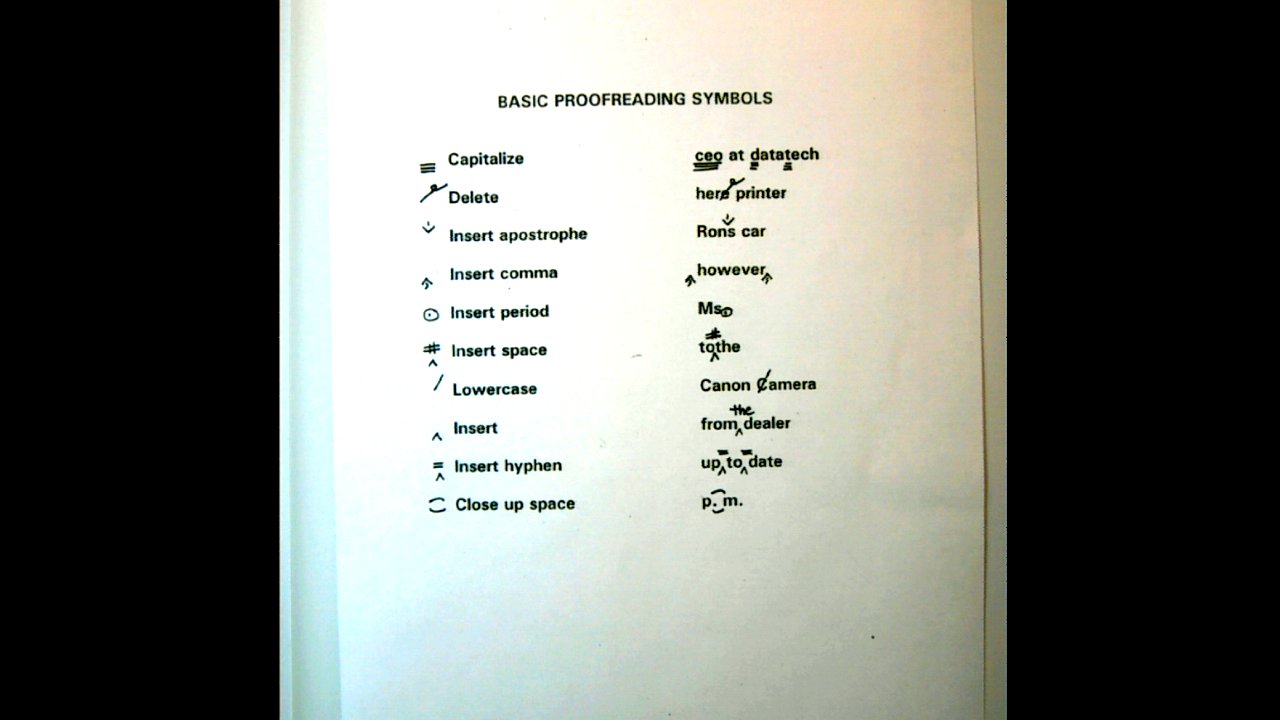 BASIC PROOFREADING SYMBOLS
Capitalize ceo at datatech
Delete here printer
Insert apostrophe Rons car
Insert comma however
Insert period Ms
# Insert space # tothe
Lowercase Canon Camera
the
Insert from dealer
= Insert hyphen up to date
Close up space p. m.